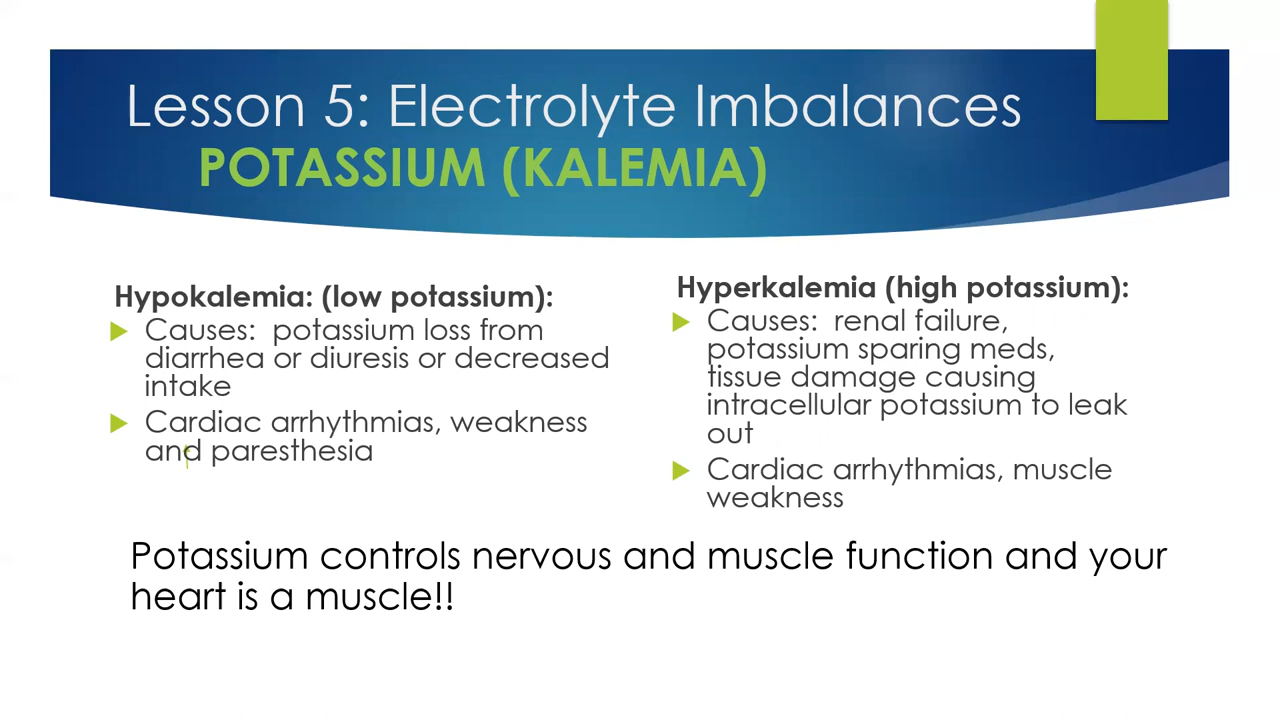 Lesson 5: Electrolyte Imbalances
POTASSIUM (KALEMIA)
Hypokalemia: (low potassium):
Causes:  potassium loss from
diarrhea or diuresis or decreased
intake
Cardiac arrhythmias, weakness
and paresthesia
Hyperkalemia (high potassium):
Causes:  renal failure,
potassium sparing meds,
tissue damage causing
intracellular potassium to leak
out
Cardiac arrhythmias, muscle
weakness
Potassium controls nervous and muscle function and your
heart is a muscle!!